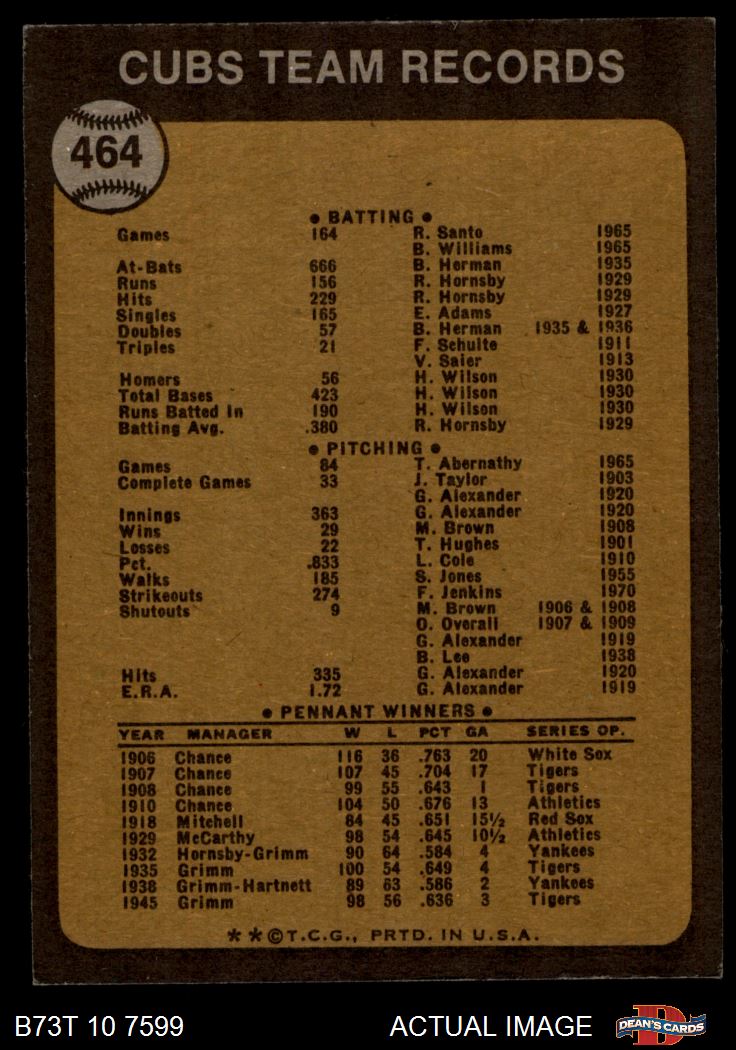 CUBS TEAM RECORDS
464
• BATTING •
Games 164 R. Santo 1965
B. Williams 1965
At-Bats 666 B. Herman 1935
Runs 156 R. Hornsby 1929
Hits 229 R. Hornsby 1929
Singles 165 E. Adams 1927
Doubles 57 B. Herman 1935 & 1936
Triples 21 F. Schulte 1911
V. Saier 1913
Homers 56 H. Wilson 1930
Total Bases 423 H. Wilson 1930
Runs Batted In 190 H. Wilson 1930
Batting Avg. .380 R. Hornsby 1929
• PITCHING •
Games 84 T. Abernathy 1965
Complete Games 33 J. Taylor 1903
G. Alexander 1920
Innings 363 G. Alexander 1920
Wins 29 M. Brown 1908
Losses 22 T. Hughes 1901
Pct. .833 L. Cole 1910
Walks 185 S. Jones 1955
Strikeouts 274 F. Jenkins 1970
Shutouts 9 M. Brown 1906 & 1908
O. Overall 1907 & 1909
G. Alexander 1919
B. Lee 1938
Hits 335 G. Alexander 1920
E.R.A. 1.72 G. Alexander 1919
• PENNANT WINNERS •
YEAR MANAGER W L PCT GA SERIES OP.
1906 Chance 116 36 .763 20 White Sox
1907 Chance 107 45 .704 17 Tigers
1908 Chance 99 55 .643 1 Tigers
1910 Chance 104 50 .676 13 Athletics
1918 Mitchell 84 45 .651 15½ Red Sox
1929 McCarthy 98 54 .645 10½ Athletics
1932 Hornsby-Grimm 90 64 .584 4 Yankees
1935 Grimm 100 54 .649 4 Tigers
1938 Grimm-Hartnett 89 63 .586 2 Yankees
1945 Grimm 98 56 .636 3 Tigers
* * © T.C.G., PRTD. IN U.S.A.
B73T 10 7599 ACTUAL IMAGE DEAN'S CARDS